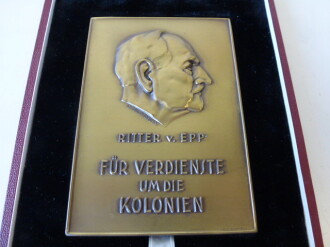 RITTER v. EPP
FÜR VERDIENSTE
UM DIE
KOLONIEN